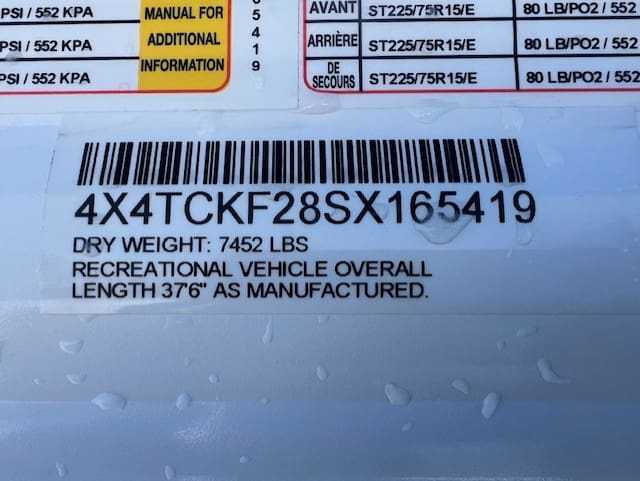 PSI / 552 KPA
PSI / 552 KPA
PSI / 552 KPA
MANUAL FOR
ADDITIONAL
INFORMATION
5
4
1
9
AVANT ST225/75R15/E 80 LB/PO2 / 552
ARRIÈRE ST225/75R15/E 80 LB/PO2 / 552
DE SECOURS ST225/75R15/E 80 LB/PO2 / 552
4X4TCKF28SX165419
DRY WEIGHT: 7452 LBS
RECREATIONAL VEHICLE OVERALL
LENGTH 37'6" AS MANUFACTURED.